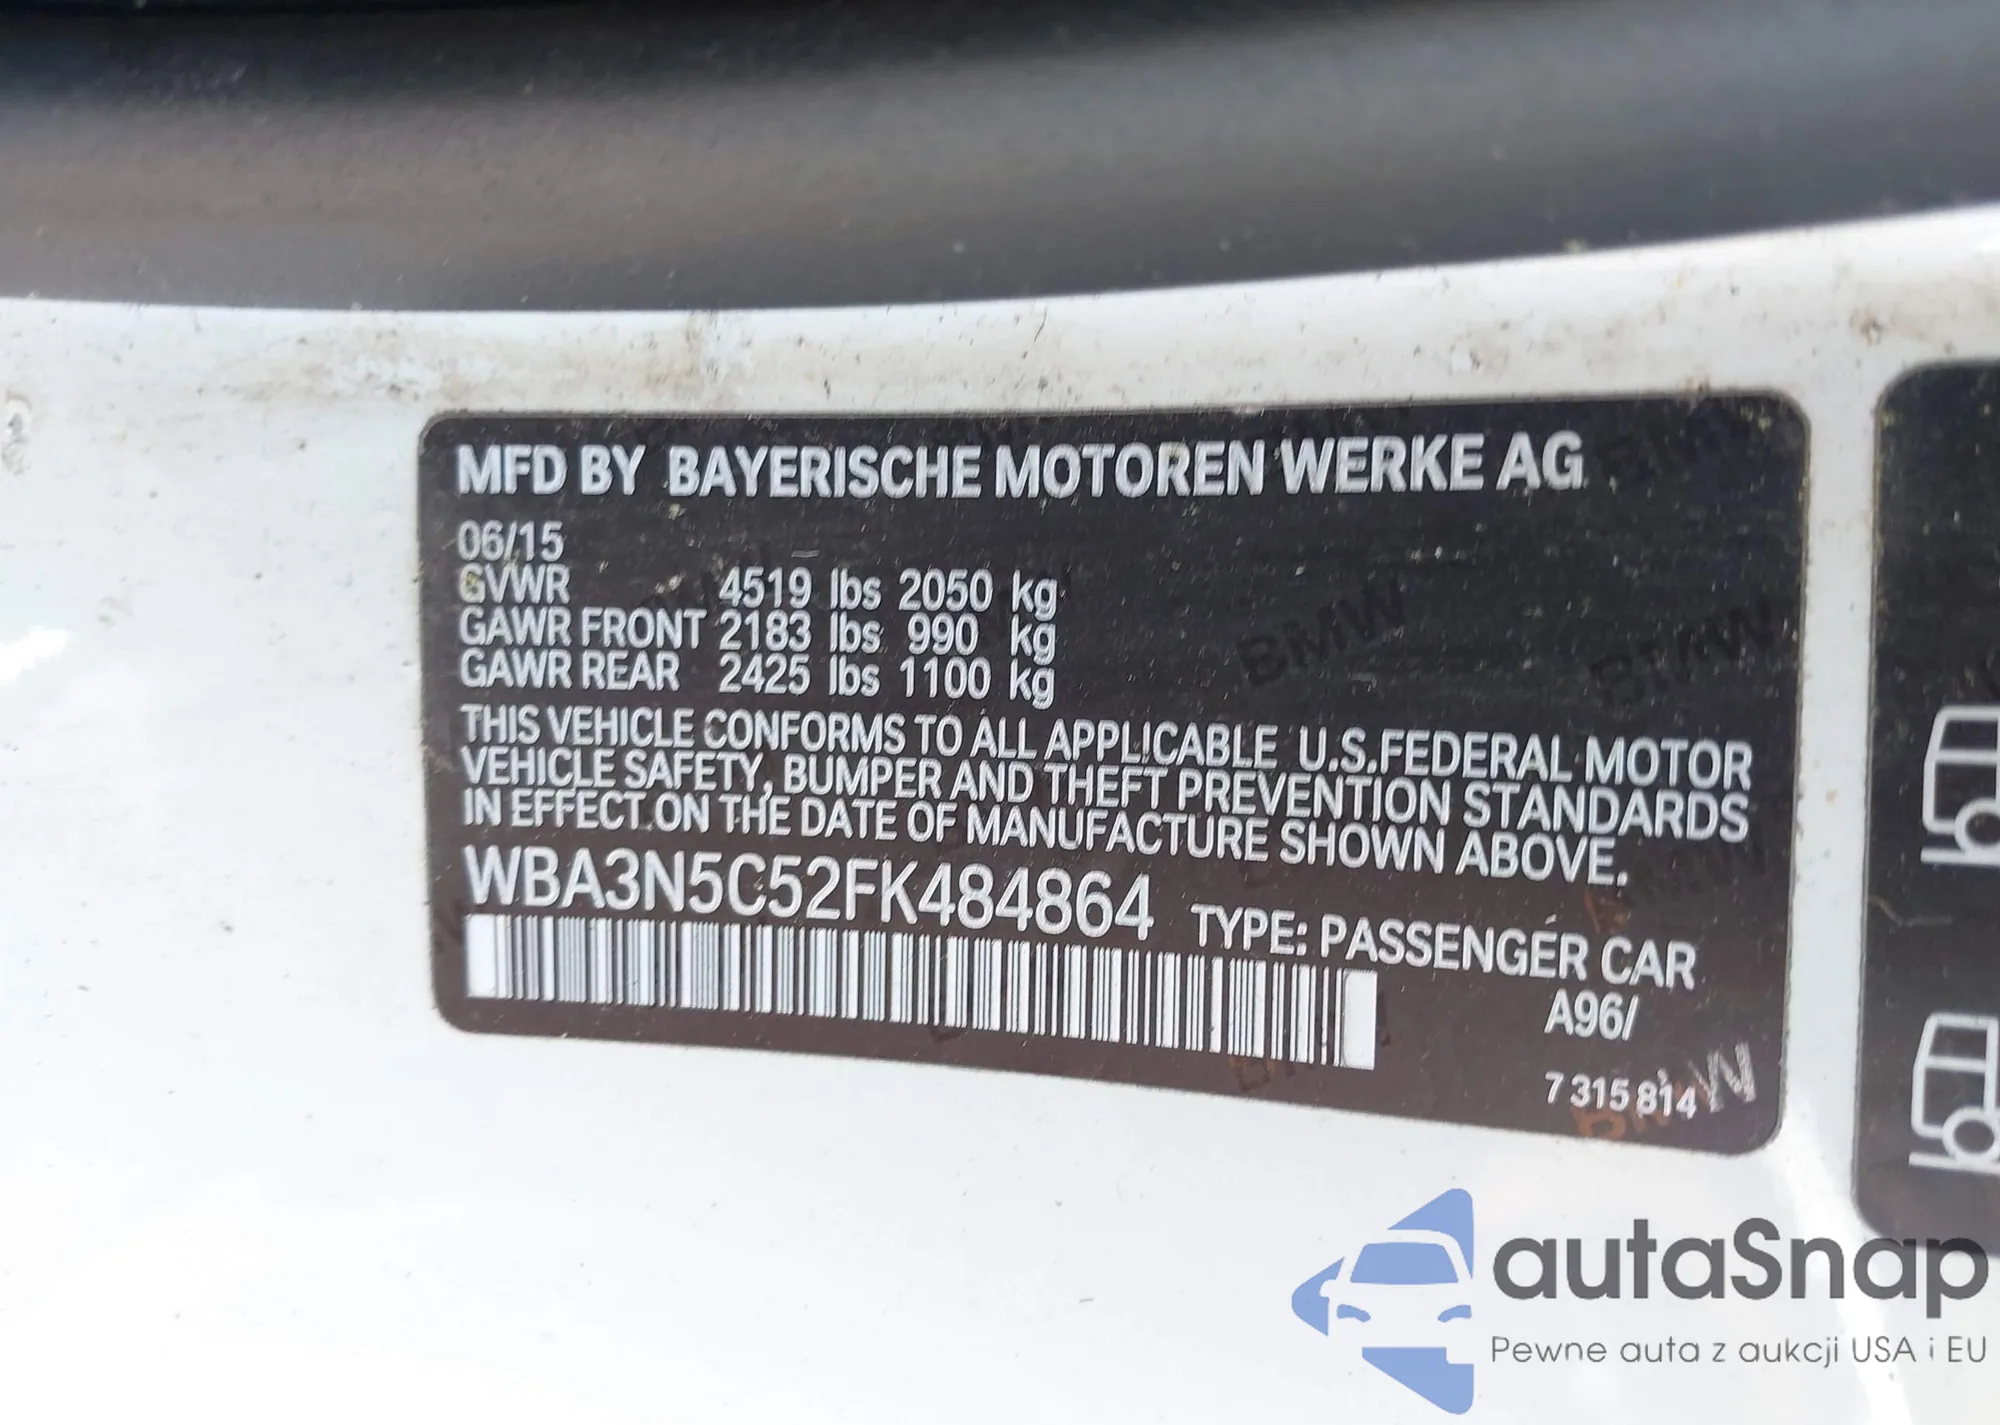 MFD BY BAYERISCHE MOTOREN WERKE AG
06/15
GVWR 4519 lbs 2050 kg
GAWR FRONT 2183 lbs 990 kg
GAWR REAR 2425 lbs 1100 kg
THIS VEHICLE CONFORMS TO ALL APPLICABLE U.S.FEDERAL MOTOR
VEHICLE SAFETY, BUMPER AND THEFT PREVENTION STANDARDS
IN EFFECT ON THE DATE OF MANUFACTURE SHOWN ABOVE.
WBA3N5C52FK484864 TYPE: PASSENGER CAR
A96/
7 315 814
autaSnap
Pewne auta z aukcji USA i EU